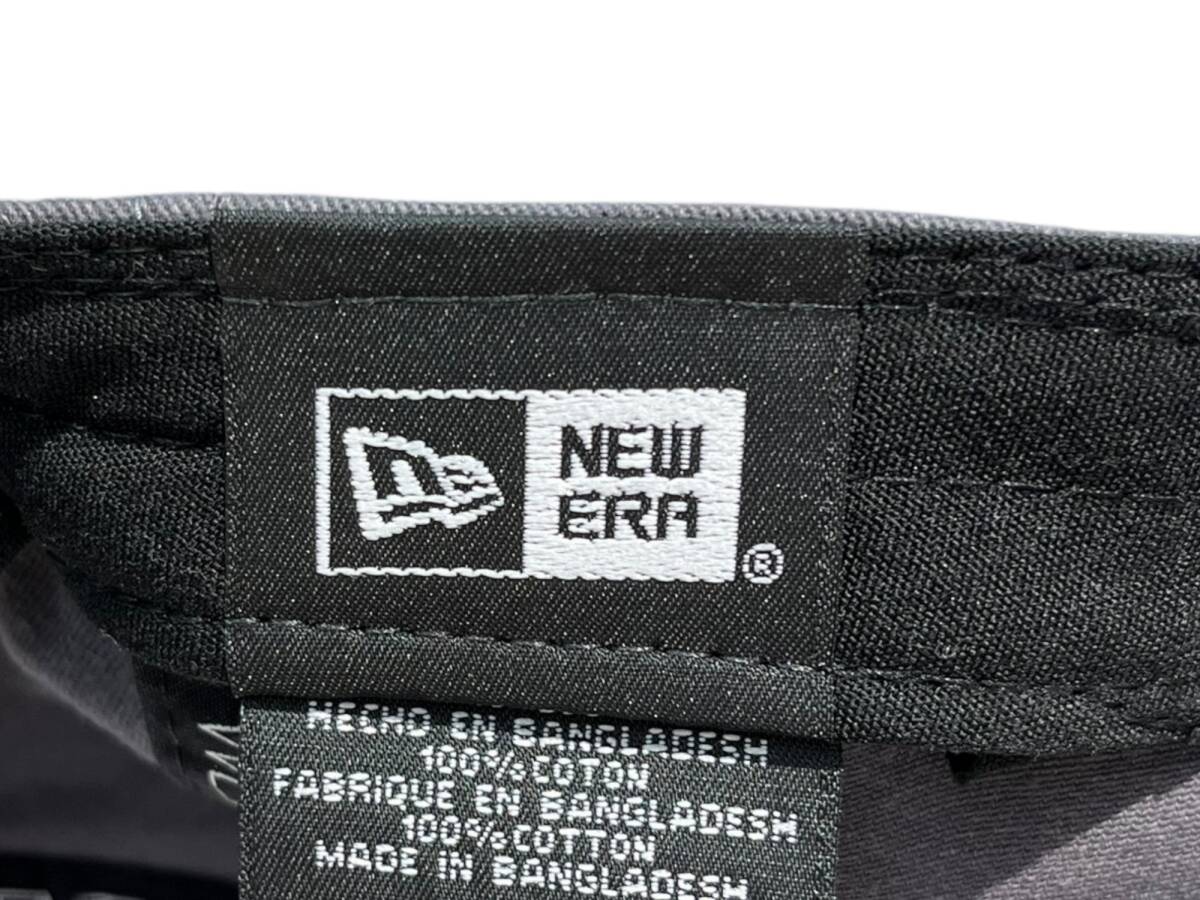 NEW
ERA
®
HECHO EN BANGLADESH
100% COTON
FABRIQUE EN BANGLADESH
100% COTTON
MADE IN BANGLADESH